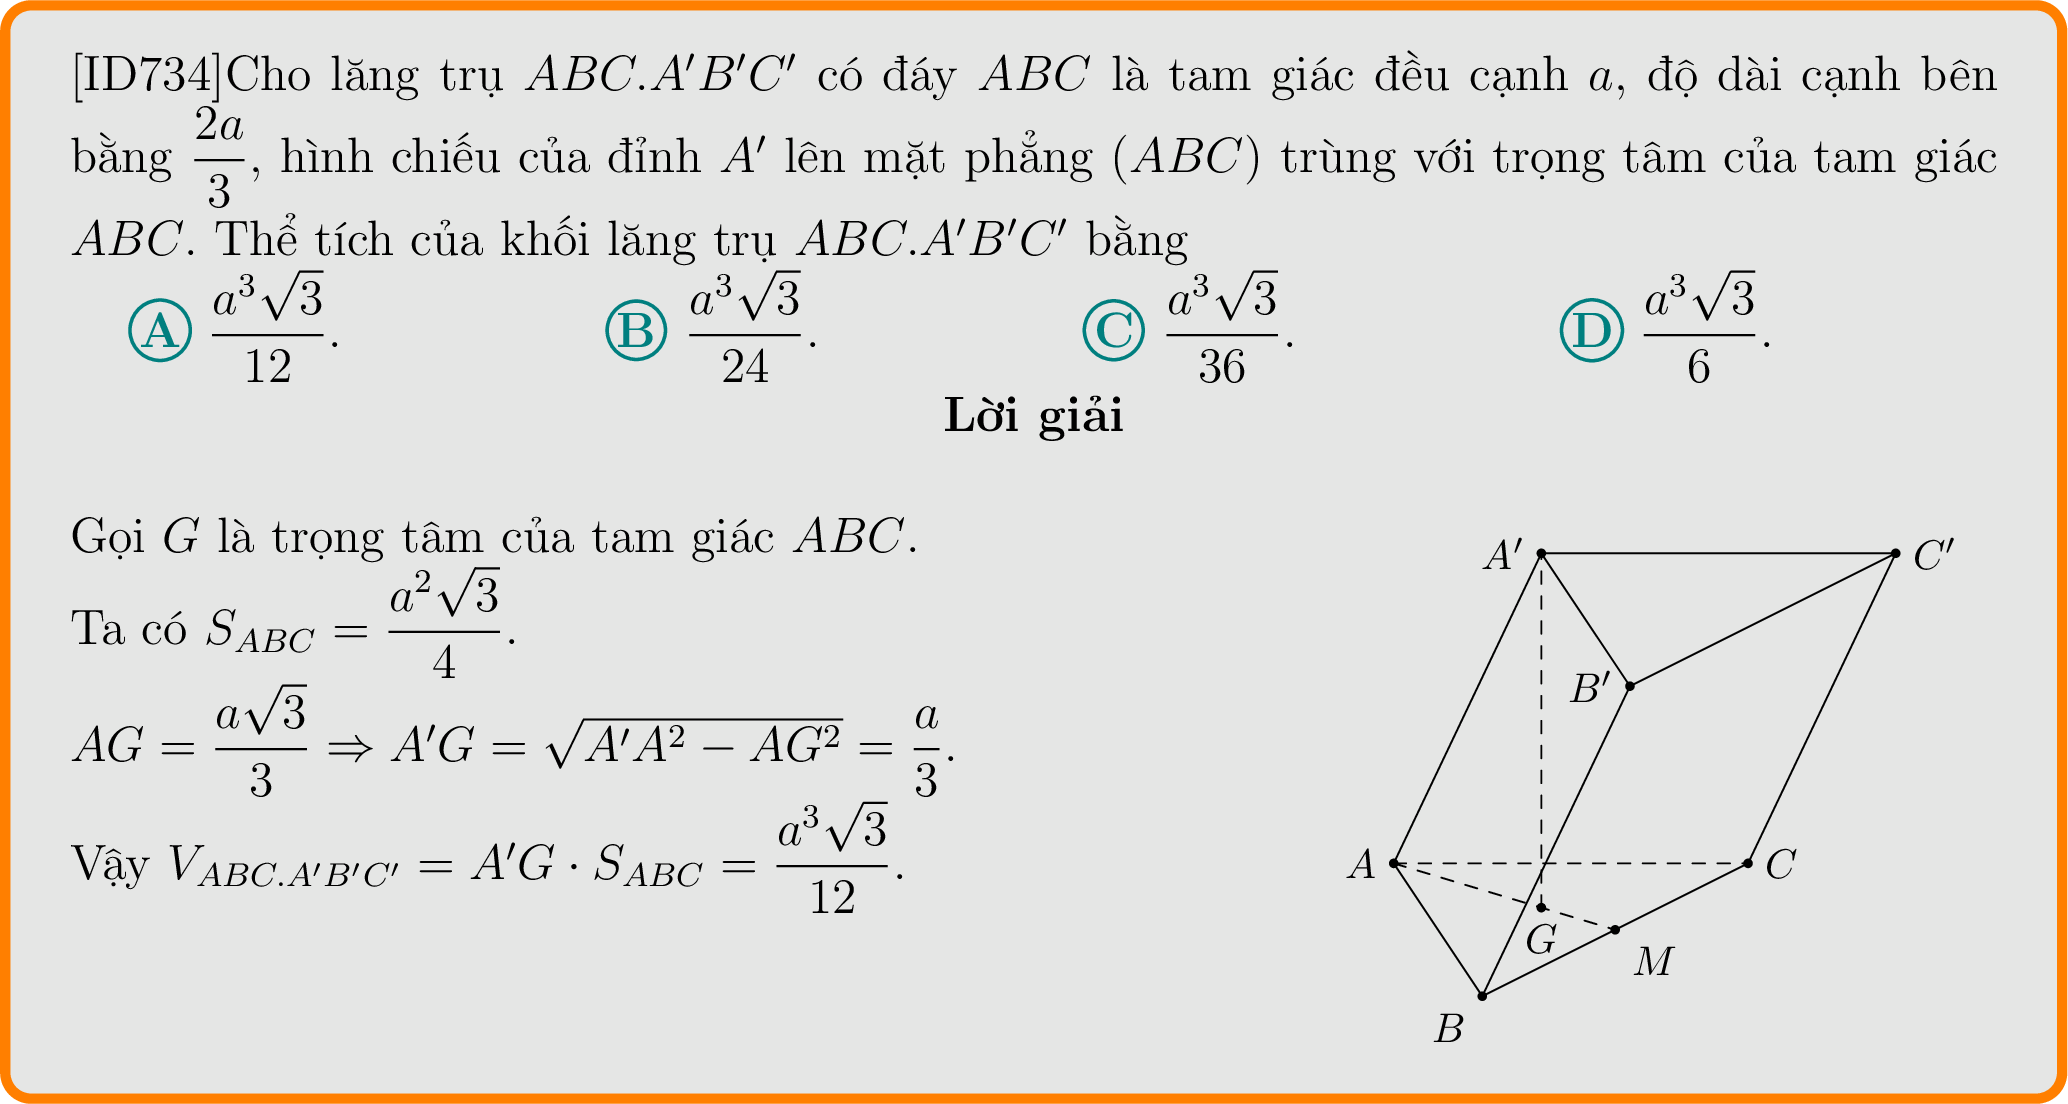 [ID734]Cho lăng trụ ABC.A′B′C′ có đáy ABC là tam giác đều cạnh a, độ dài cạnh bên
bằng \frac{2a}{3}, hình chiếu của đỉnh A′ lên mặt phẳng (ABC) trùng với trọng tâm của tam giác
ABC. Thể tích của khối lăng trụ ABC.A′B′C′ bằng
A \frac{a^3\sqrt{3}}{12}. B \frac{a^3\sqrt{3}}{24}. C \frac{a^3\sqrt{3}}{36}. D \frac{a^3\sqrt{3}}{6}.
Lời giải
Gọi G là trọng tâm của tam giác ABC.
Ta có S_{ABC} = \frac{a^2\sqrt{3}}{4}.
AG = \frac{a\sqrt{3}}{3} ⇒ A′G = \sqrt{A′A^2 − AG^2} = \frac{a}{3}.
Vậy V_{ABC.A′B′C′} = A′G · S_{ABC} = \frac{a^3\sqrt{3}}{12}.
A′
C′
B′
A
C
G
M
B